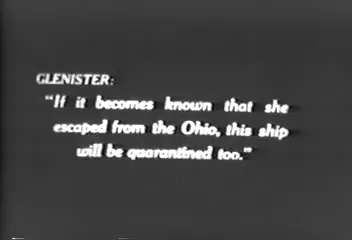 GLENISTER:
"If it becomes known that she
escaped from the Ohio, this ship
will be quarantined too."